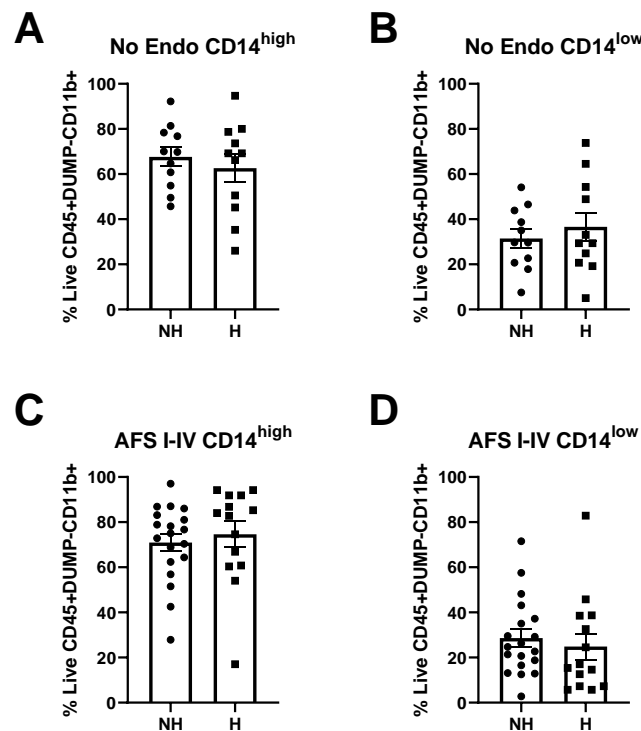 A
No Endo CD14high
% Live CD45+DUMP-CD11b+
100
80
60
40
20
0
NH
H
B
No Endo CD14low
% Live CD45+DUMP-CD11b+
100
80
60
40
20
0
NH
H
C
AFS I-IV CD14high
% Live CD45+DUMP-CD11b+
100
80
60
40
20
0
NH
H
D
AFS I-IV CD14low
% Live CD45+DUMP-CD11b+
100
80
60
40
20
0
NH
H